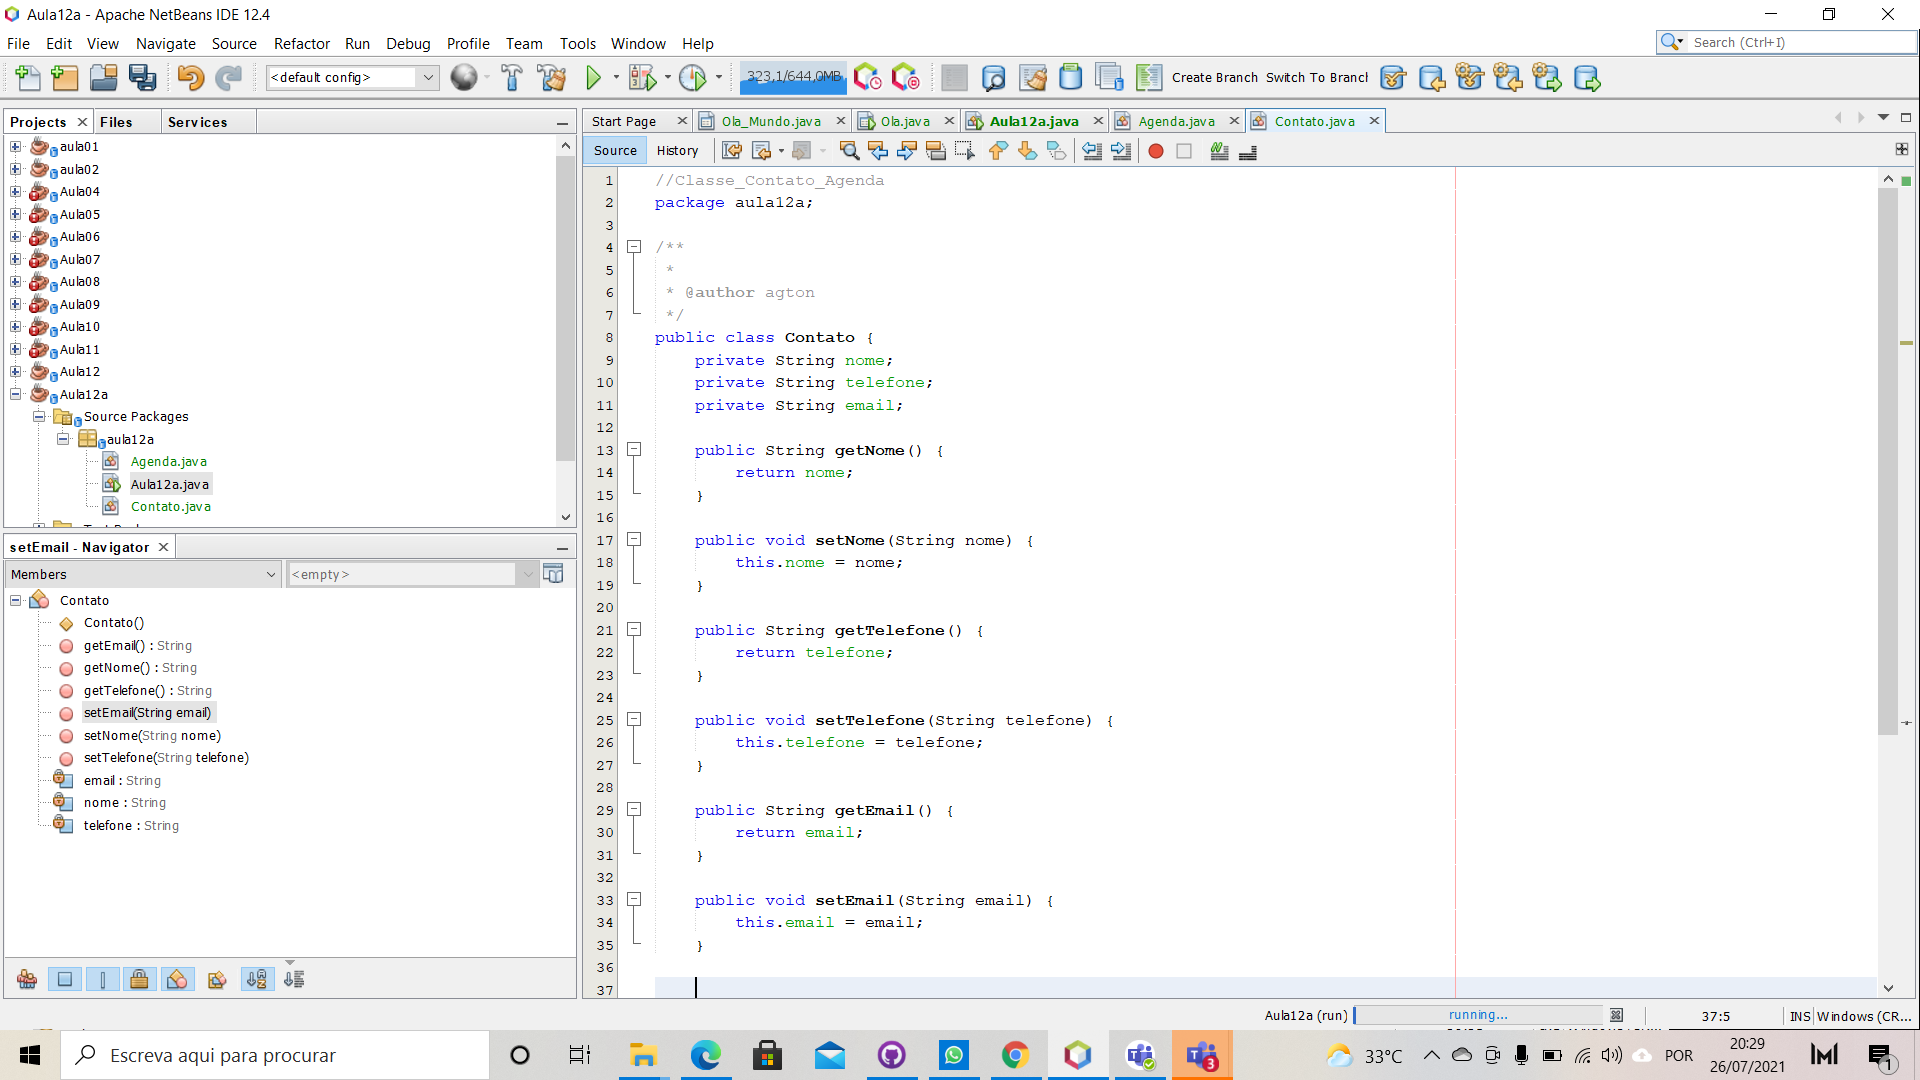 Aula12a - Apache NetBeans IDE 12.4
File Edit View Navigate Source Refactor Run Debug Profile Team Tools Window Help
Search (Ctrl+I)
<default config>
323,1/644,0MB
Create Branch Switch To Branch
Projects Files Services
aula01
aula02
Aula04
Aula05
Aula06
Aula07
Aula08
Aula09
Aula10
Aula11
Aula12
Aula12a
Source Packages
aula12a
Agenda.java
Aula12a.java
Contato.java
setEmail - Navigator
Members
<empty>
Contato
Contato()
getEmail() : String
getNome() : String
getTelefone() : String
setEmail(String email)
setNome(String nome)
setTelefone(String telefone)
email : String
nome : String
telefone : String
Start Page Ola_Mundo.java Ola.java Aula12a.java Agenda.java Contato.java
Source History
1 //Classe_Contato_Agenda
2 package aula12a;
3
4 /**
5 *
6 * @author agton
7 */
8 public class Contato {
9 private String nome;
10 private String telefone;
11 private String email;
12
13 public String getNome() {
14 return nome;
15 }
16
17 public void setNome(String nome) {
18 this.nome = nome;
19 }
20
21 public String getTelefone() {
22 return telefone;
23 }
24
25 public void setTelefone(String telefone) {
26 this.telefone = telefone;
27 }
28
29 public String getEmail() {
30 return email;
31 }
32
33 public void setEmail(String email) {
34 this.email = email;
35 }
36
37
Aula12a (run) running... 37:5 INS Windows (CR...
Escreva aqui para procurar
3
33°C
POR
20:29
26/07/2021
1